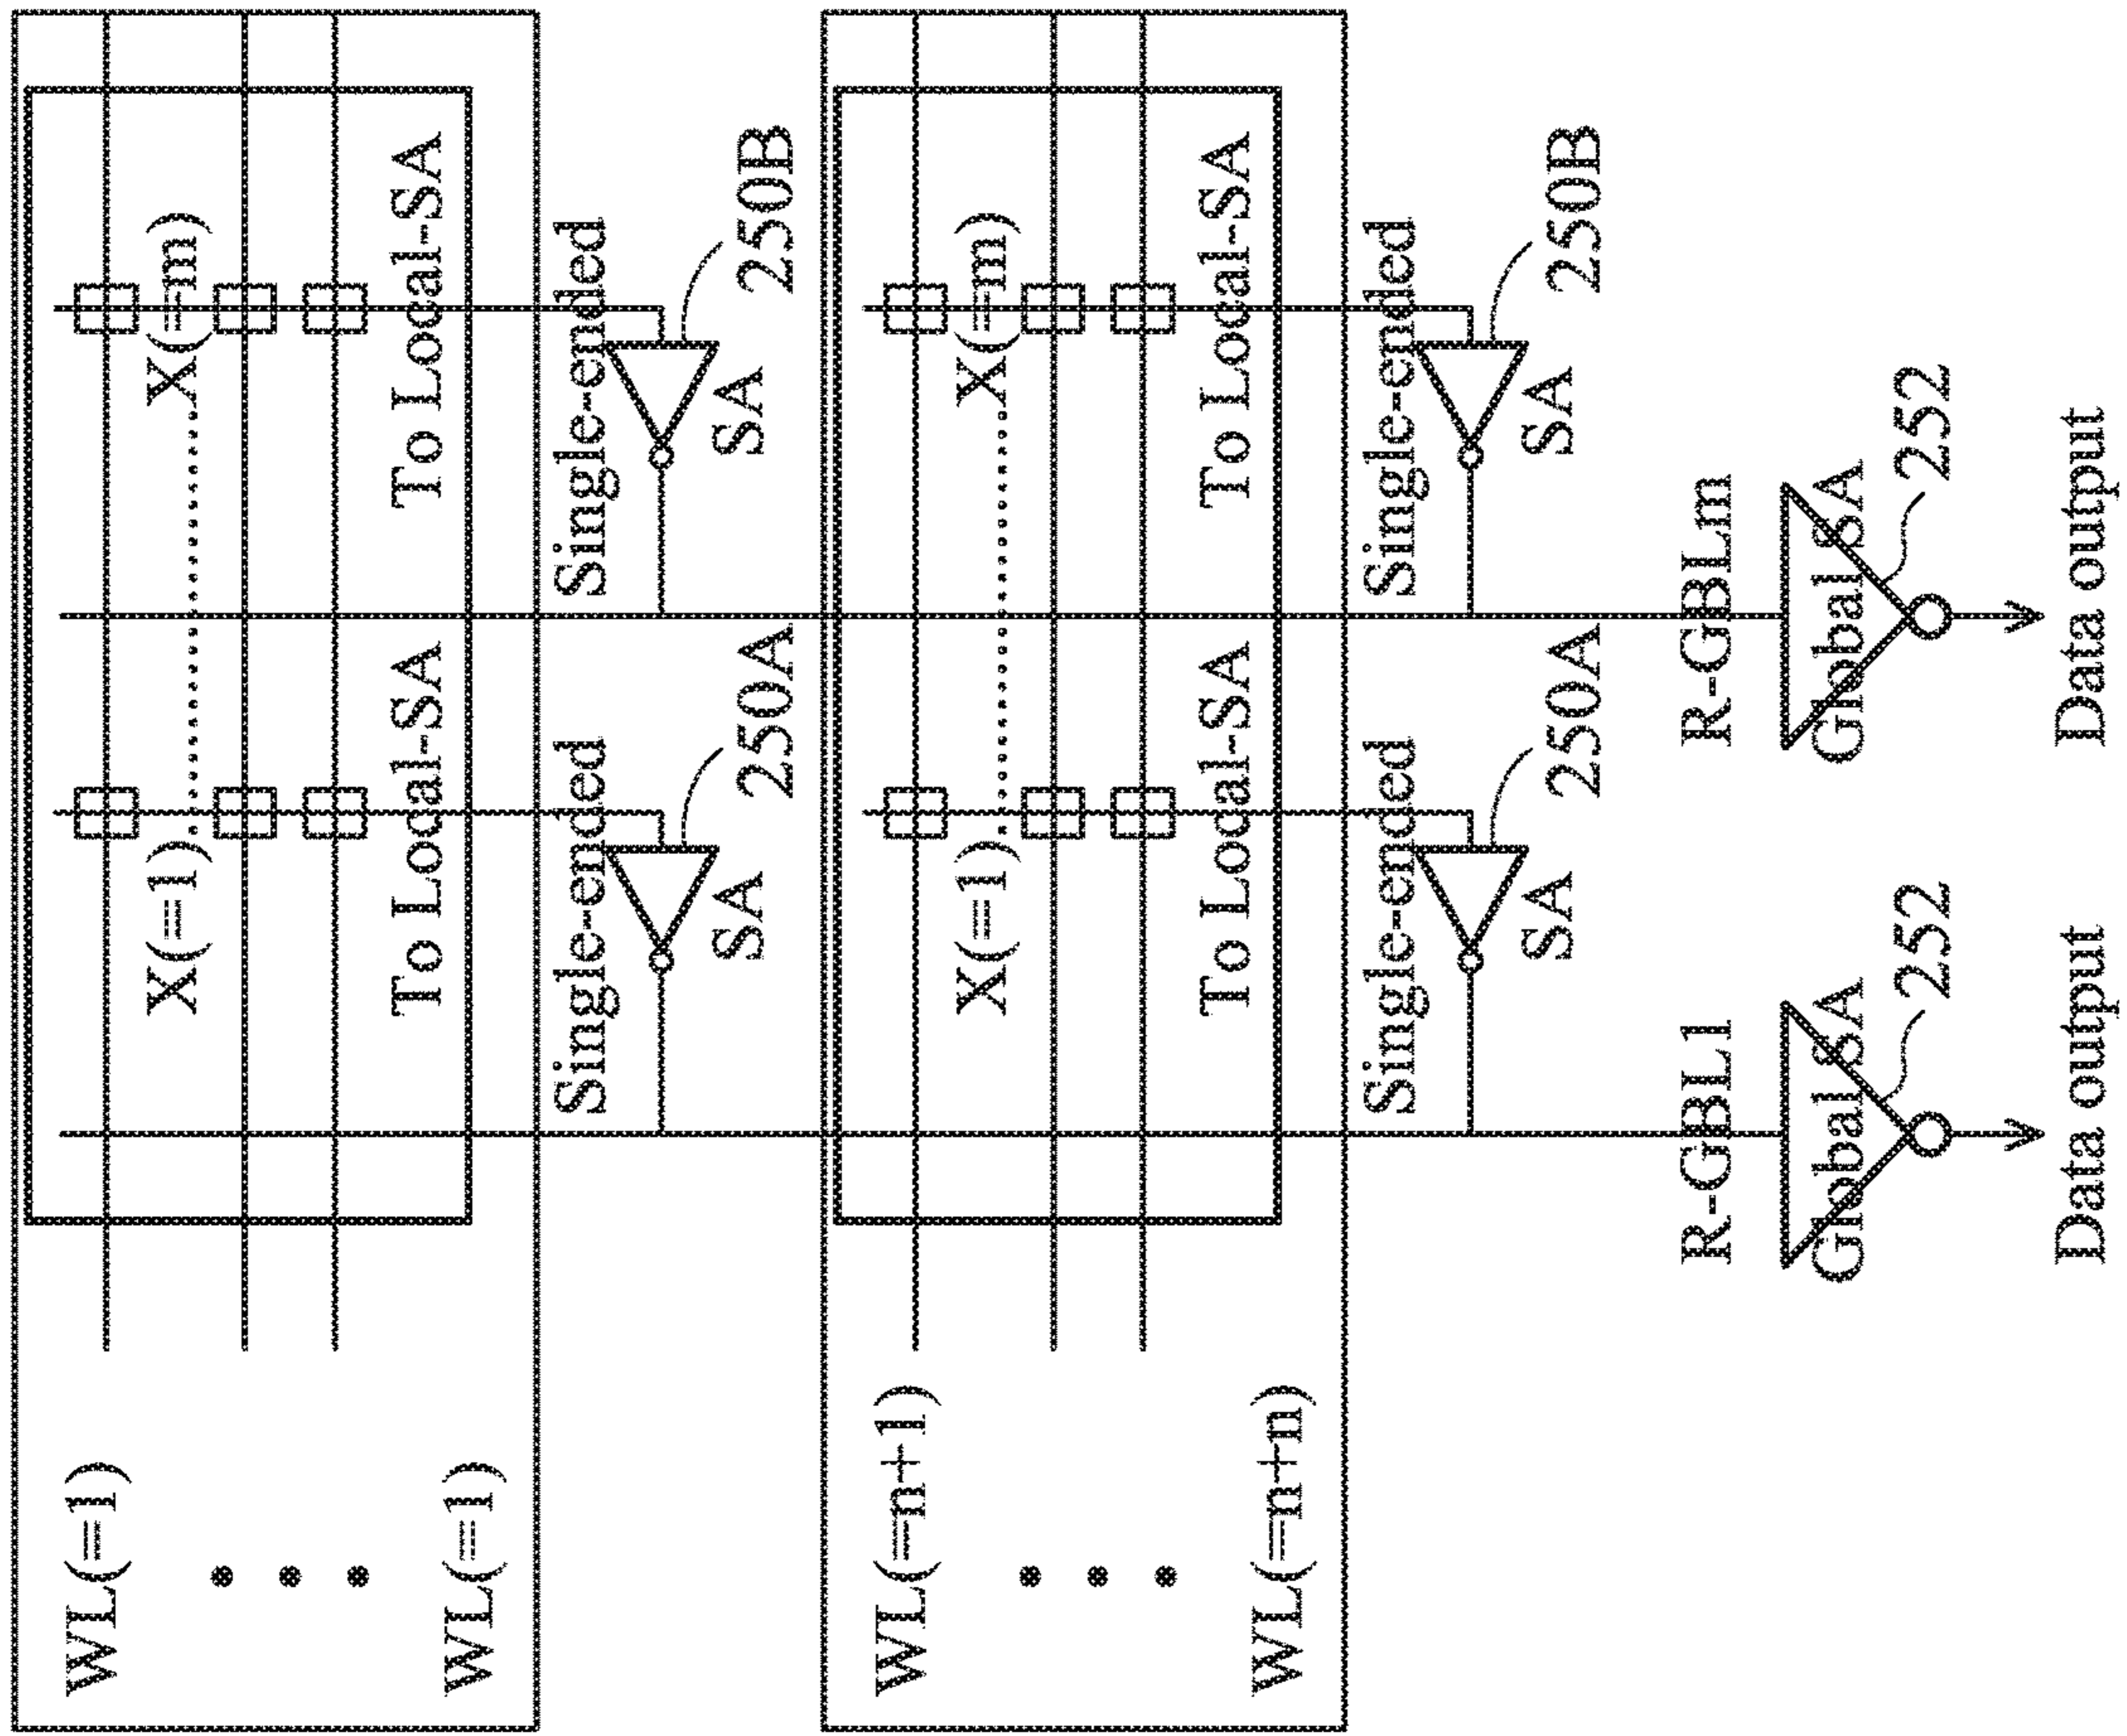 WL(=1)
X(=1) X(=m)
To Local-SA To Local-SA
WL(=1)
Single-ended Single-ended
SA 250A SA 250B
WL(=n+1)
X(=1) X(=m)
To Local-SA To Local-SA
WL(=n+n)
Single-ended Single-ended
SA 250A SA 250B
R-GBL1 R-GBLm
Global SA Global SA
252 252
Data output Data output